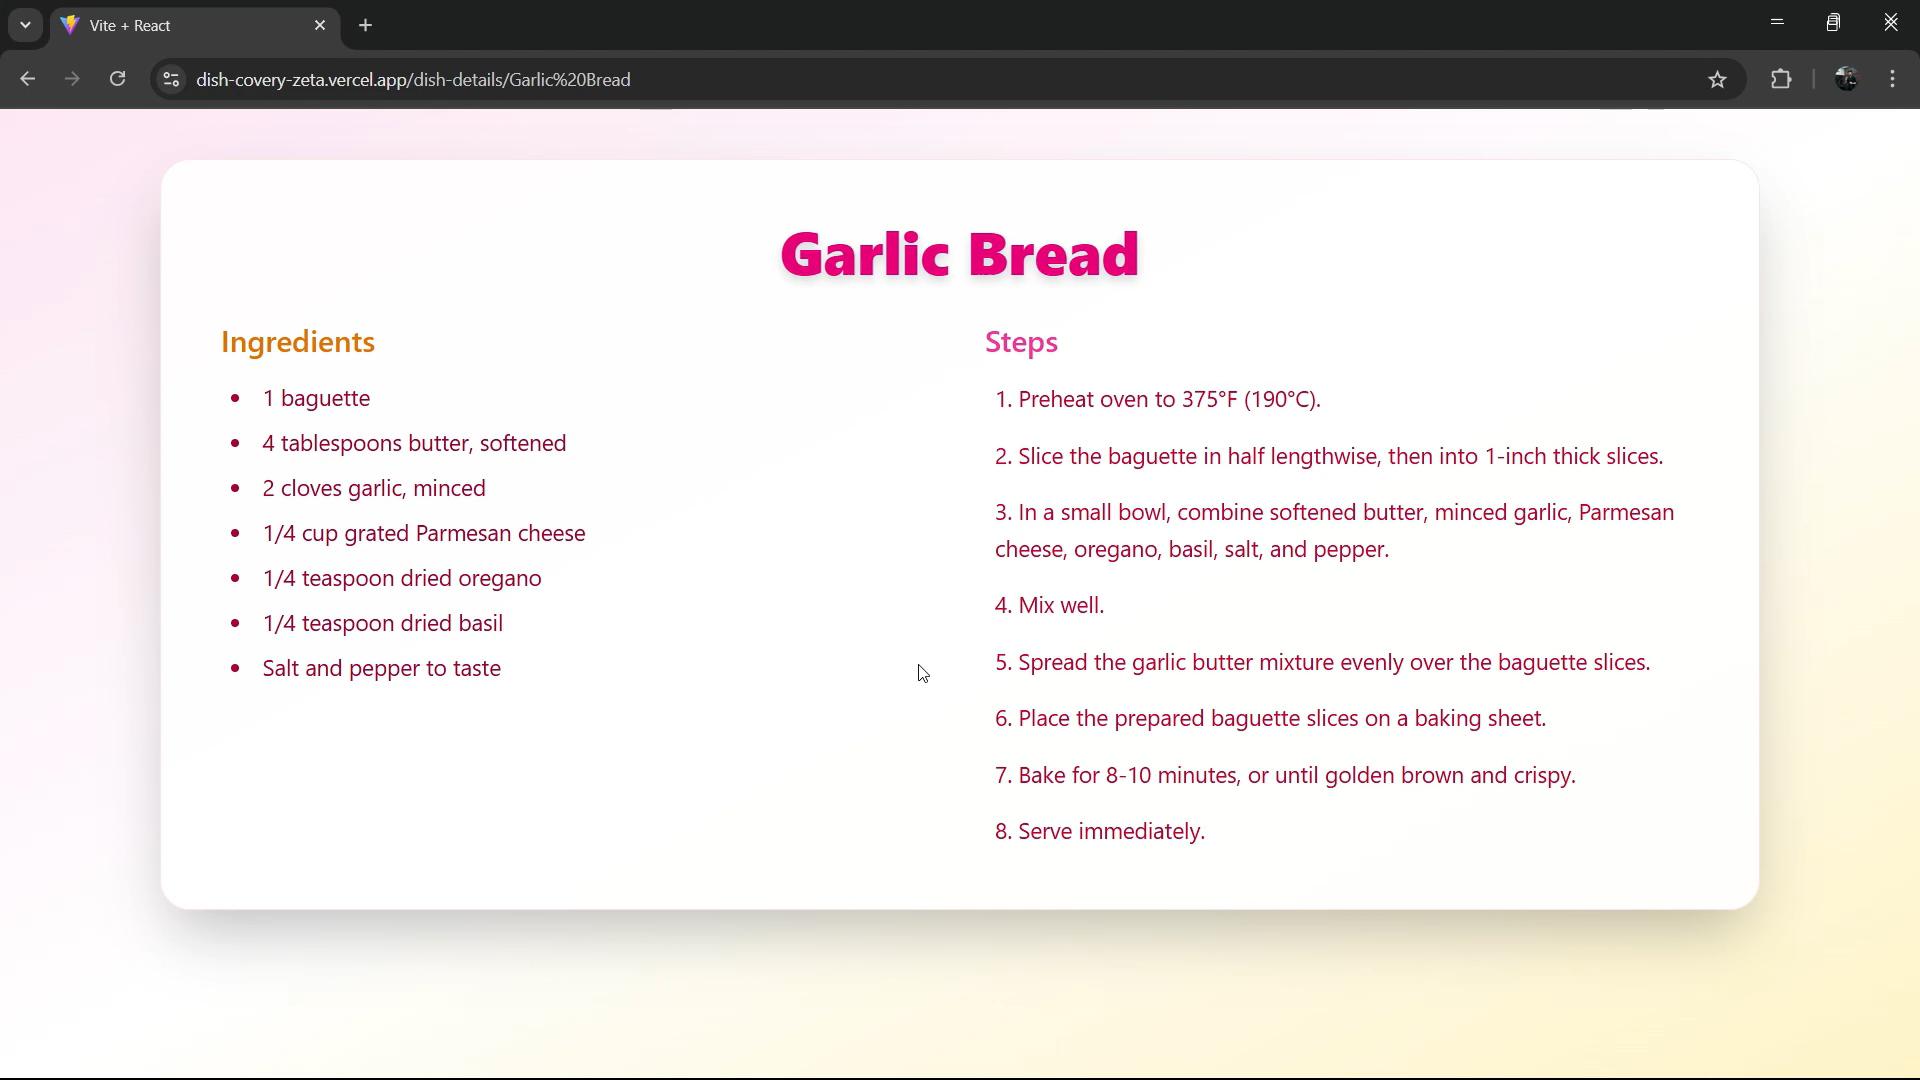 Vite + React
dish-covery-zeta.vercel.app/dish-details/Garlic%20Bread
Garlic Bread
Ingredients
• 1 baguette
• 4 tablespoons butter, softened
• 2 cloves garlic, minced
• 1/4 cup grated Parmesan cheese
• 1/4 teaspoon dried oregano
• 1/4 teaspoon dried basil
• Salt and pepper to taste
Steps
1. Preheat oven to 375°F (190°C).
2. Slice the baguette in half lengthwise, then into 1-inch thick slices.
3. In a small bowl, combine softened butter, minced garlic, Parmesan
cheese, oregano, basil, salt, and pepper.
4. Mix well.
5. Spread the garlic butter mixture evenly over the baguette slices.
6. Place the prepared baguette slices on a baking sheet.
7. Bake for 8-10 minutes, or until golden brown and crispy.
8. Serve immediately.